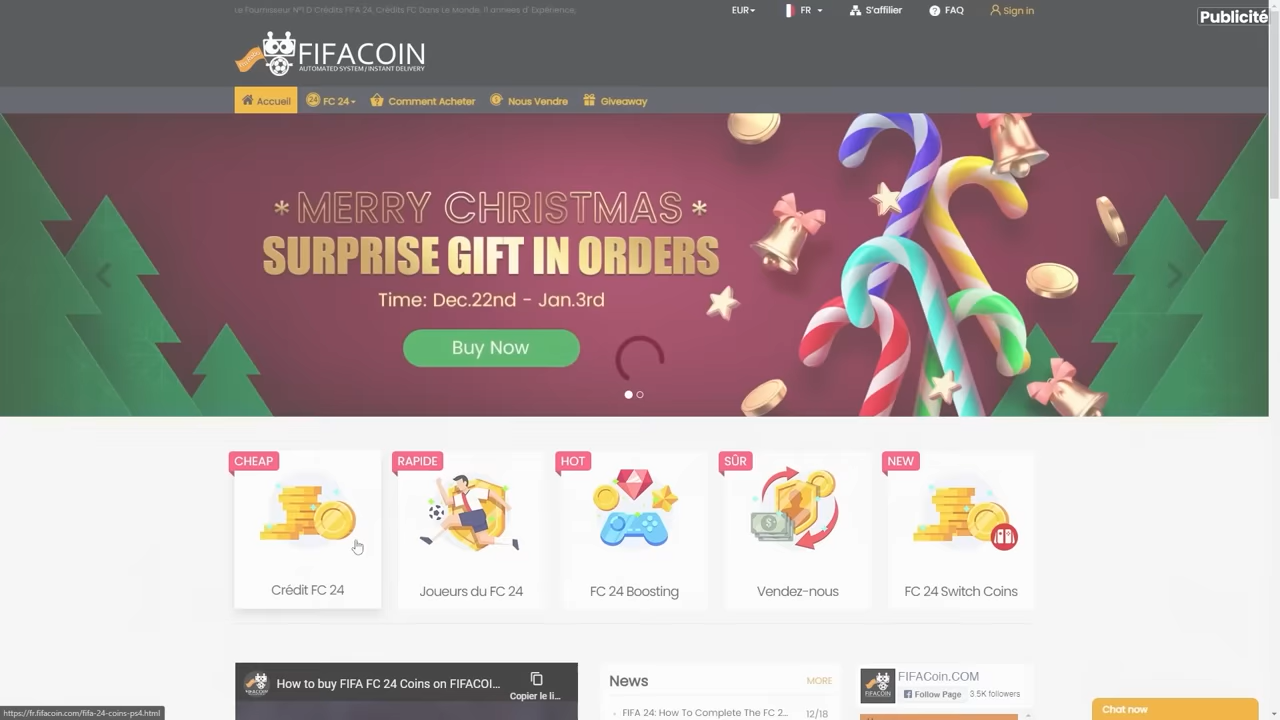 Le Fournisseur N°1 D Crédits FIFA 24, Crédits FC Dans Le Monde. 11 annees d' Expérience,
EUR
FR
S'affilier
FAQ
Sign in
Publicité
FIFACOIN
AUTOMATED SYSTEM / INSTANT DELIVERY
Accueil
FC 24
Comment Acheter
Nous Vendre
Giveaway
*MERRY CHRISTMAS*
SURPRISE GIFT IN ORDERS
Time: Dec.22nd - Jan.3rd
Buy Now
CHEAP
RAPIDE
HOT
SÛR
NEW
Crédit FC 24
Joueurs du FC 24
FC 24 Boosting
Vendez-nous
FC 24 Switch Coins
How to buy FIFA FC 24 Coins on FIFACOI...
Copier le li...
News
MORE
FIFA 24: How To Complete The FC 2...
12/18
FIFACOIN
FIFACoin.COM
Follow Page
3.5K followers
https://fr.fifacoin.com/fifa-24-coins-ps4.html
Chat now